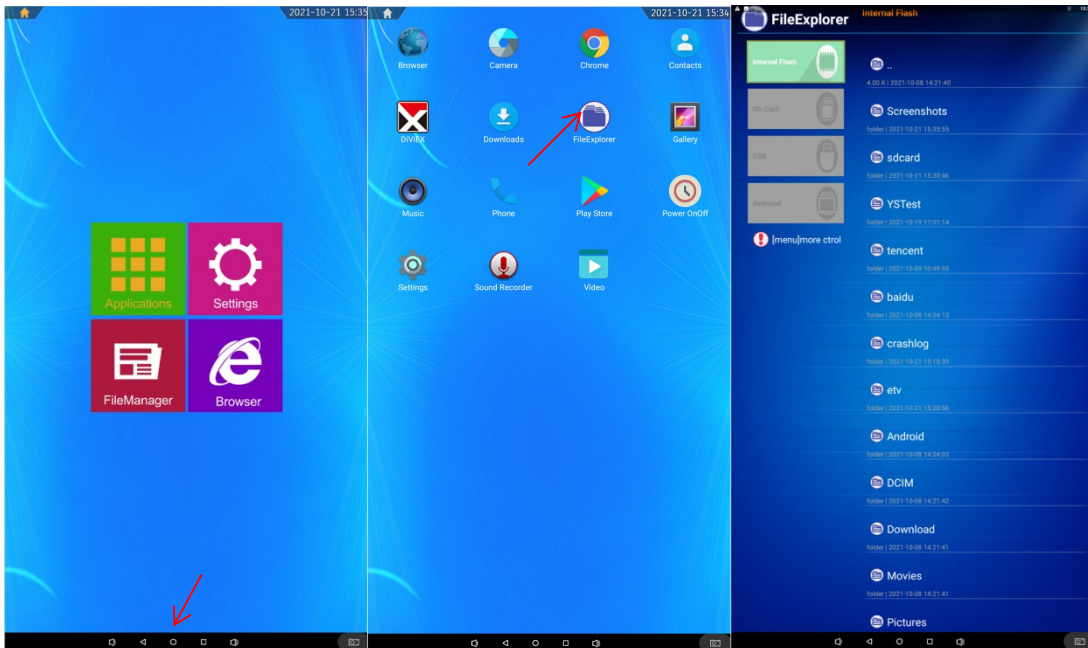 2021-10-21 15:35
Applications
Settings
FileManager
Browser
2021-10-21 15:34
Browser
Camera
Chrome
Contacts
DiViEX
Downloads
FileExplorer
Gallery
Music
Phone
Play Store
Power OnOff
Settings
Sound Recorder
Video
FileExplorer
Internal Flash
Internal Flash
SD Card
USB
[menu]more ctrol
..
4.00 K | 2021-10-08 14:21:40
Screenshots
folder | 2021-10-21 15:35:55
sdcard
folder | 2021-10-21 15:30:46
YSTest
folder | 2021-10-19 17:01:14
tencent
folder | 2021-10-09 10:49:55
baidu
folder | 2021-10-08 14:24:13
crashlog
folder | 2021-10-21 15:18:39
etv
folder | 2021-10-21 15:20:56
Android
folder | 2021-10-08 14:24:03
DCIM
folder | 2021-10-08 14:21:42
Download
folder | 2021-10-08 14:21:41
Movies
folder | 2021-10-08 14:21:41
Pictures